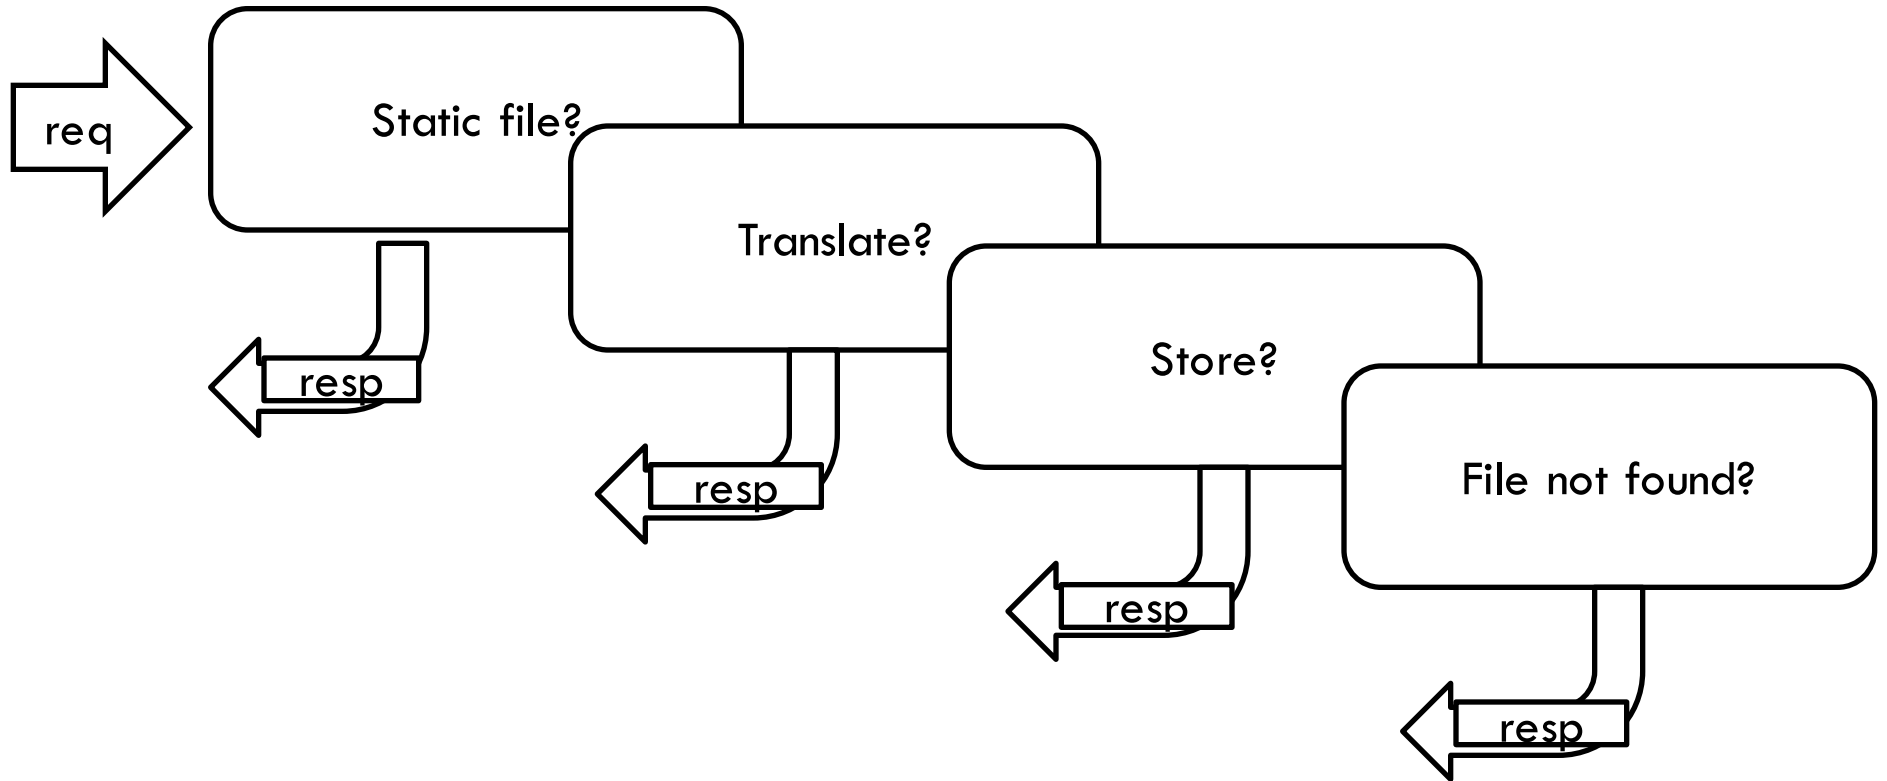 req
Static file?
Translate?
Store?
resp
File not found?
resp
resp
resp